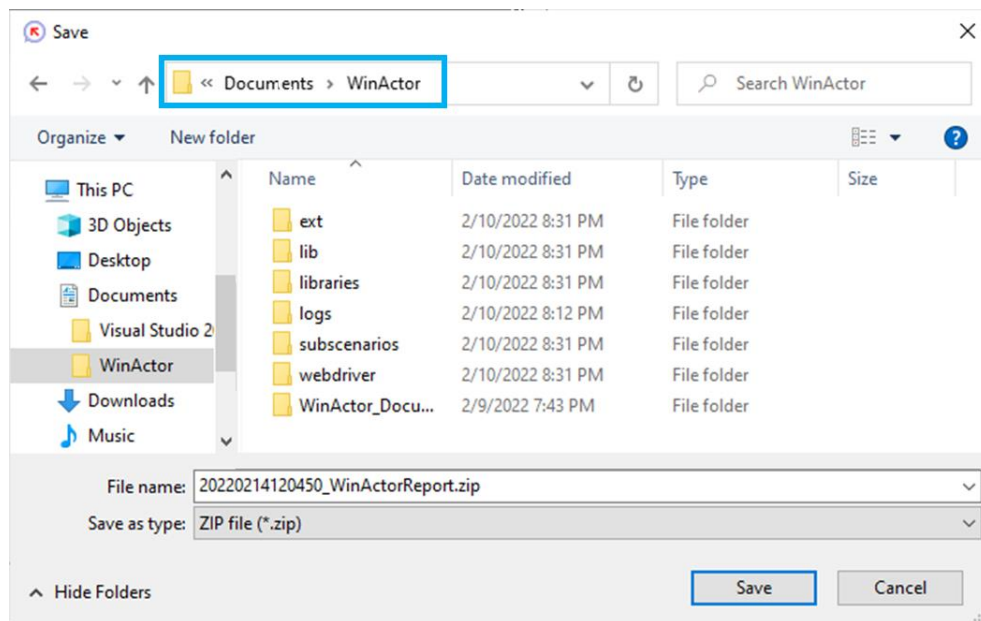 Save
« Documents > WinActor
Search WinActor
Organize
New folder
Name Date modified Type Size
This PC
3D Objects
Desktop
Documents
Visual Studio 2
WinActor
Downloads
Music
ext 2/10/2022 8:31 PM File folder
lib 2/10/2022 8:31 PM File folder
libraries 2/10/2022 8:31 PM File folder
logs 2/10/2022 8:12 PM File folder
subscenarios 2/10/2022 8:31 PM File folder
webdriver 2/10/2022 8:31 PM File folder
WinActor_Docu... 2/9/2022 7:43 PM File folder
File name: 20220214120450_WinActorReport.zip
Save as type: ZIP file (*.zip)
Hide Folders
Save
Cancel